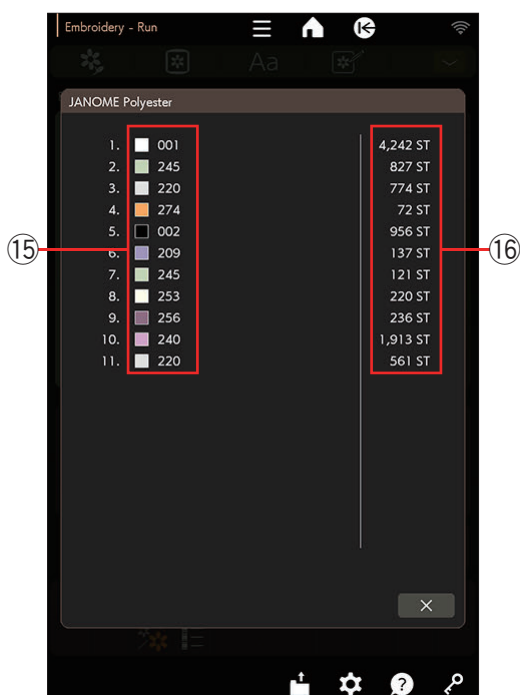 Embroidery - Run
Aa
JANOME Polyester
1. 001 4,242 ST
2. 245 827 ST
3. 220 774 ST
4. 274 72 ST
5. 002 956 ST
6. 209 137 ST
7. 245 121 ST
8. 253 220 ST
9. 256 236 ST
10. 240 1,913 ST
11. 220 561 ST
⑮ ⑯